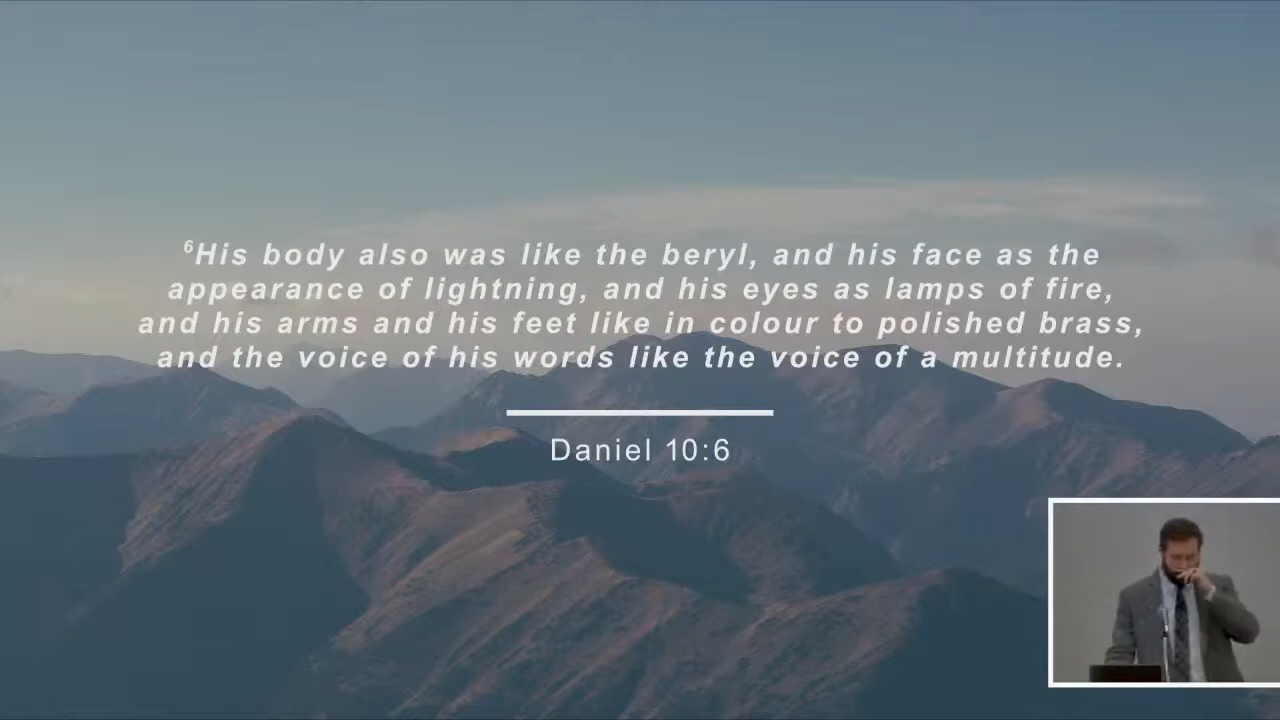 ⁶His body also was like the beryl, and his face as the
appearance of lightning, and his eyes as lamps of fire,
and his arms and his feet like in colour to polished brass,
and the voice of his words like the voice of a multitude.
Daniel 10:6